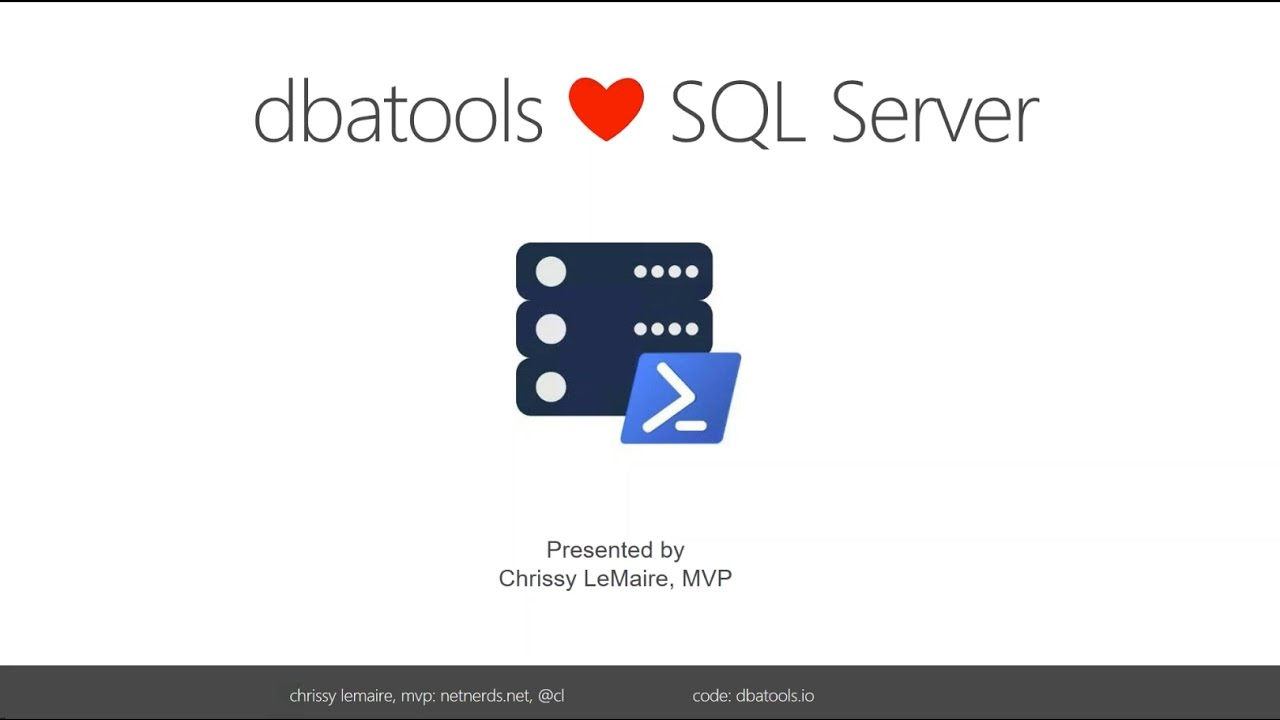 dbatools ❤ SQL Server
Presented by
Chrissy LeMaire, MVP
chrissy lemaire, mvp: netnerds.net, @cl
code: dbatools.io